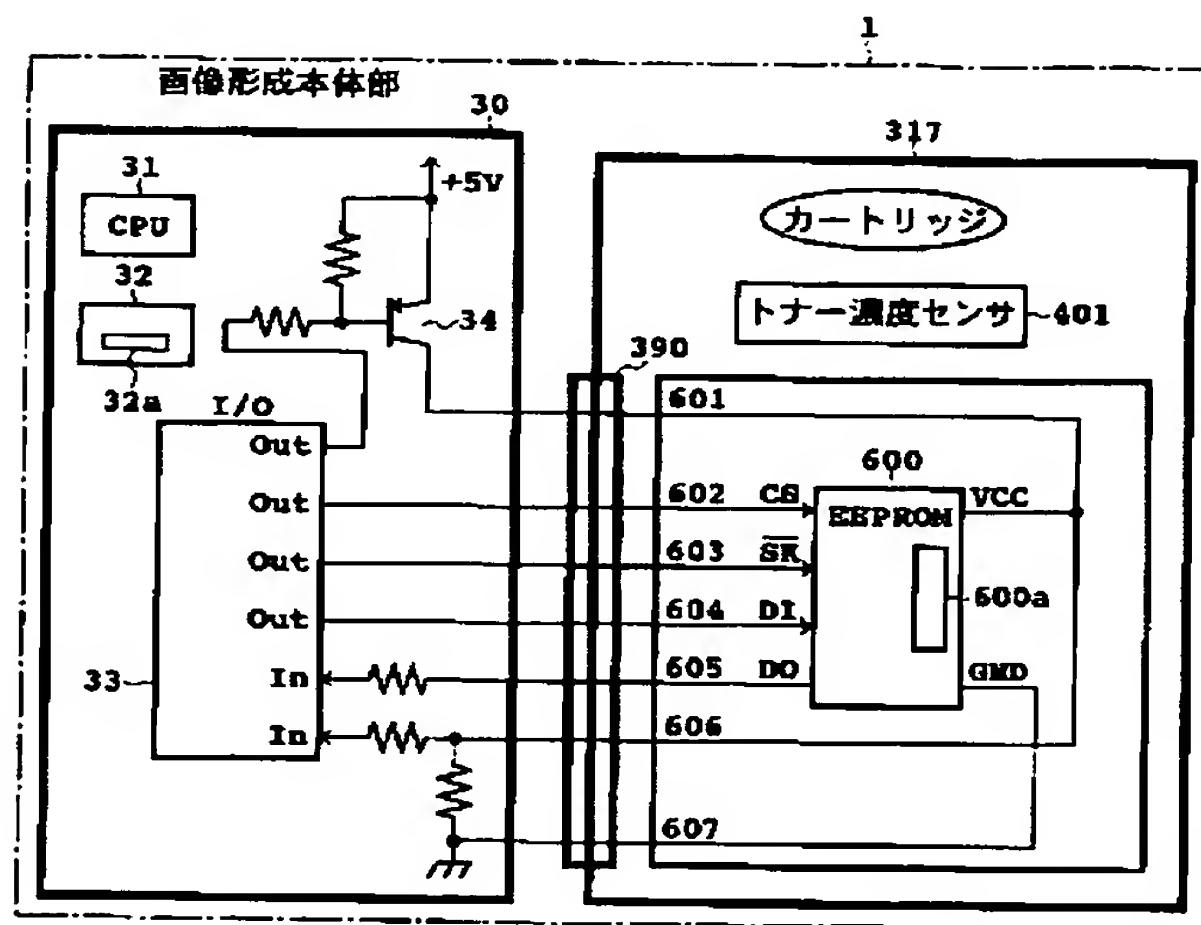 1
画像形成本体部
30
317
31
CPU
+5V
カートリッジ
32
34
トナー濃度センサ
401
390
32a
I/O
601
Out
600
Out
602
CS
EEPROM
VCC
Out
603
SK
600a
Out
604
DI
33
In
605
DO
GND
In
606
607